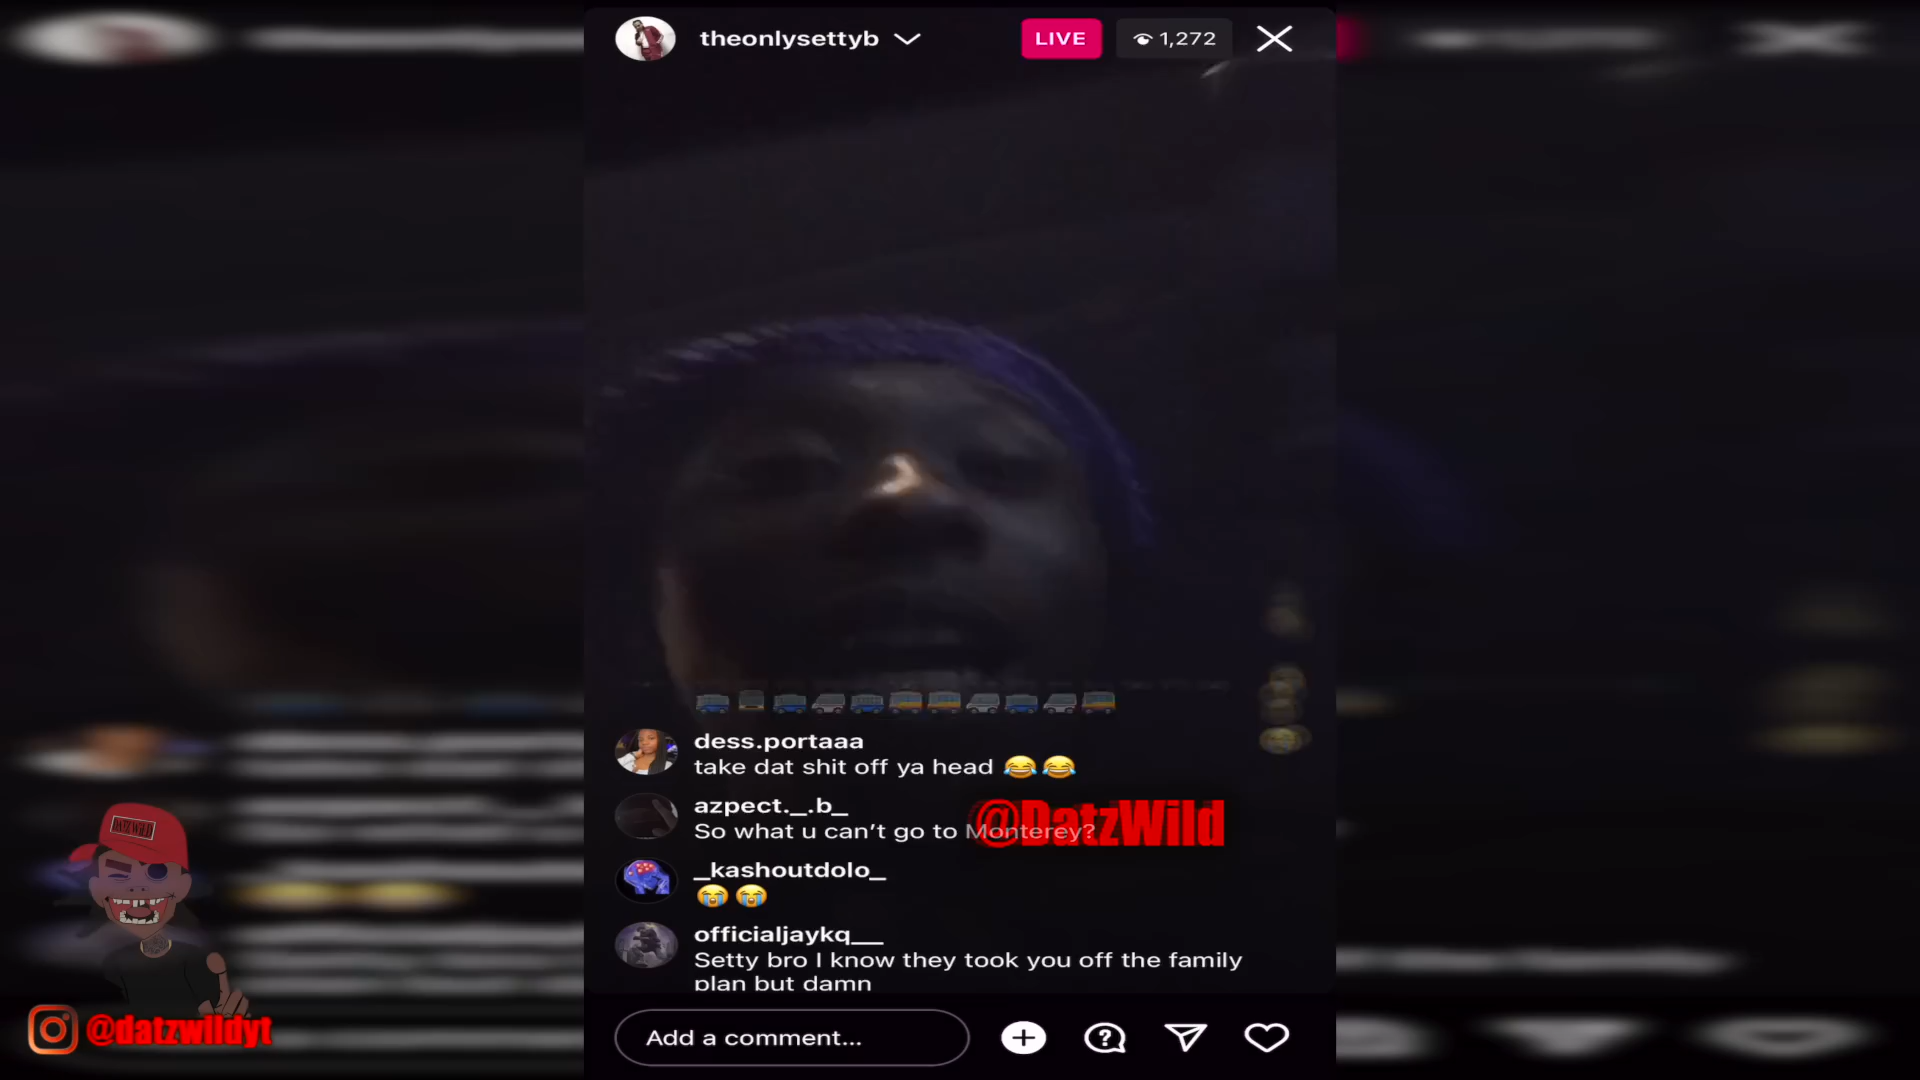 theonlysettyb
LIVE
1,272
dess.portaaa
take dat shit off ya head 😂😂
azpect._.b_
So what u can't go to Monterey?
@DatzWild
_kashoutdolo_
😭😭
officialjaykq__
Setty bro I know they took you off the family
plan but damn
Add a comment...
DATZWILD
@datzwildyt